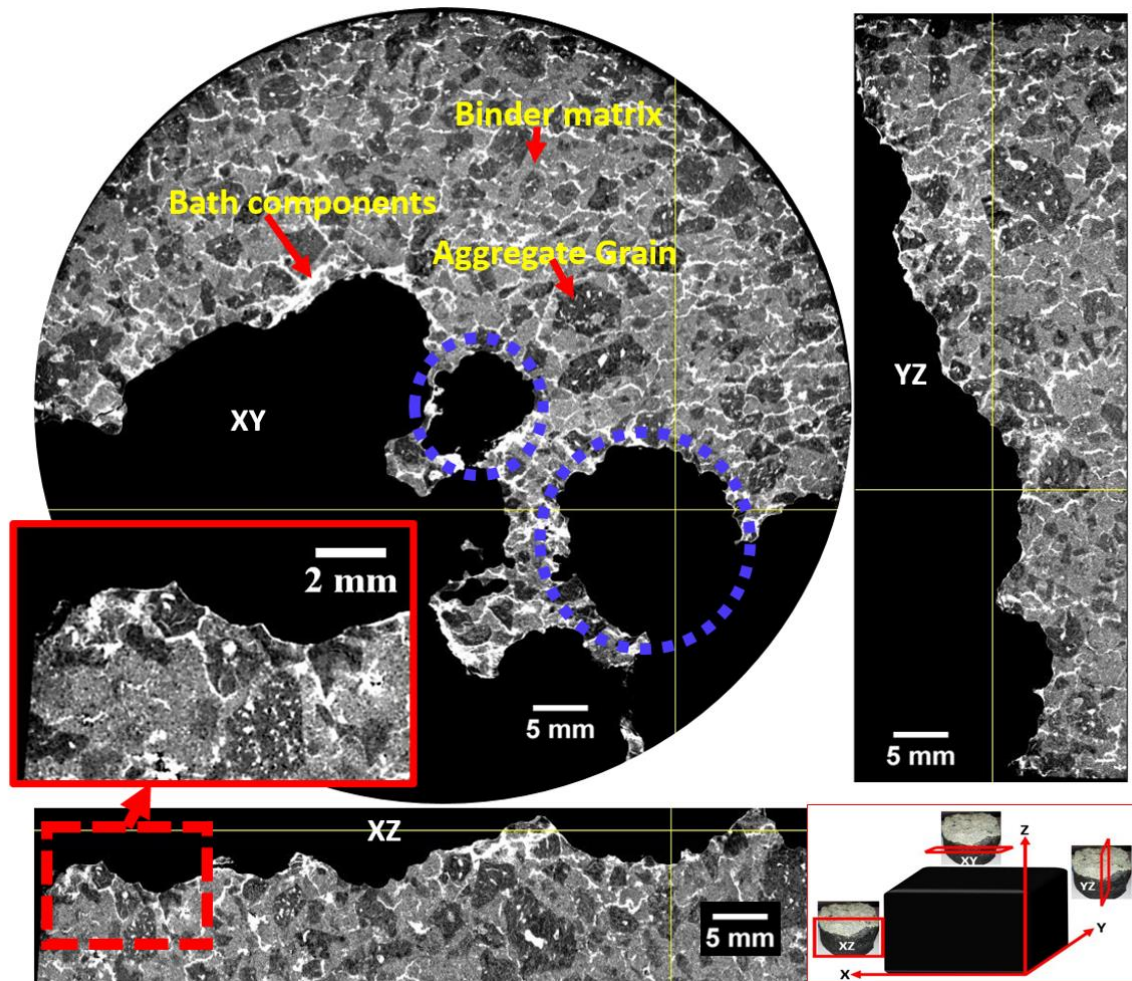 Binder matrix
Bath components
Aggregate Grain
XY
YZ
2 mm
5 mm
5 mm
XZ
5 mm
Z
XY
YZ
Y
XZ
X